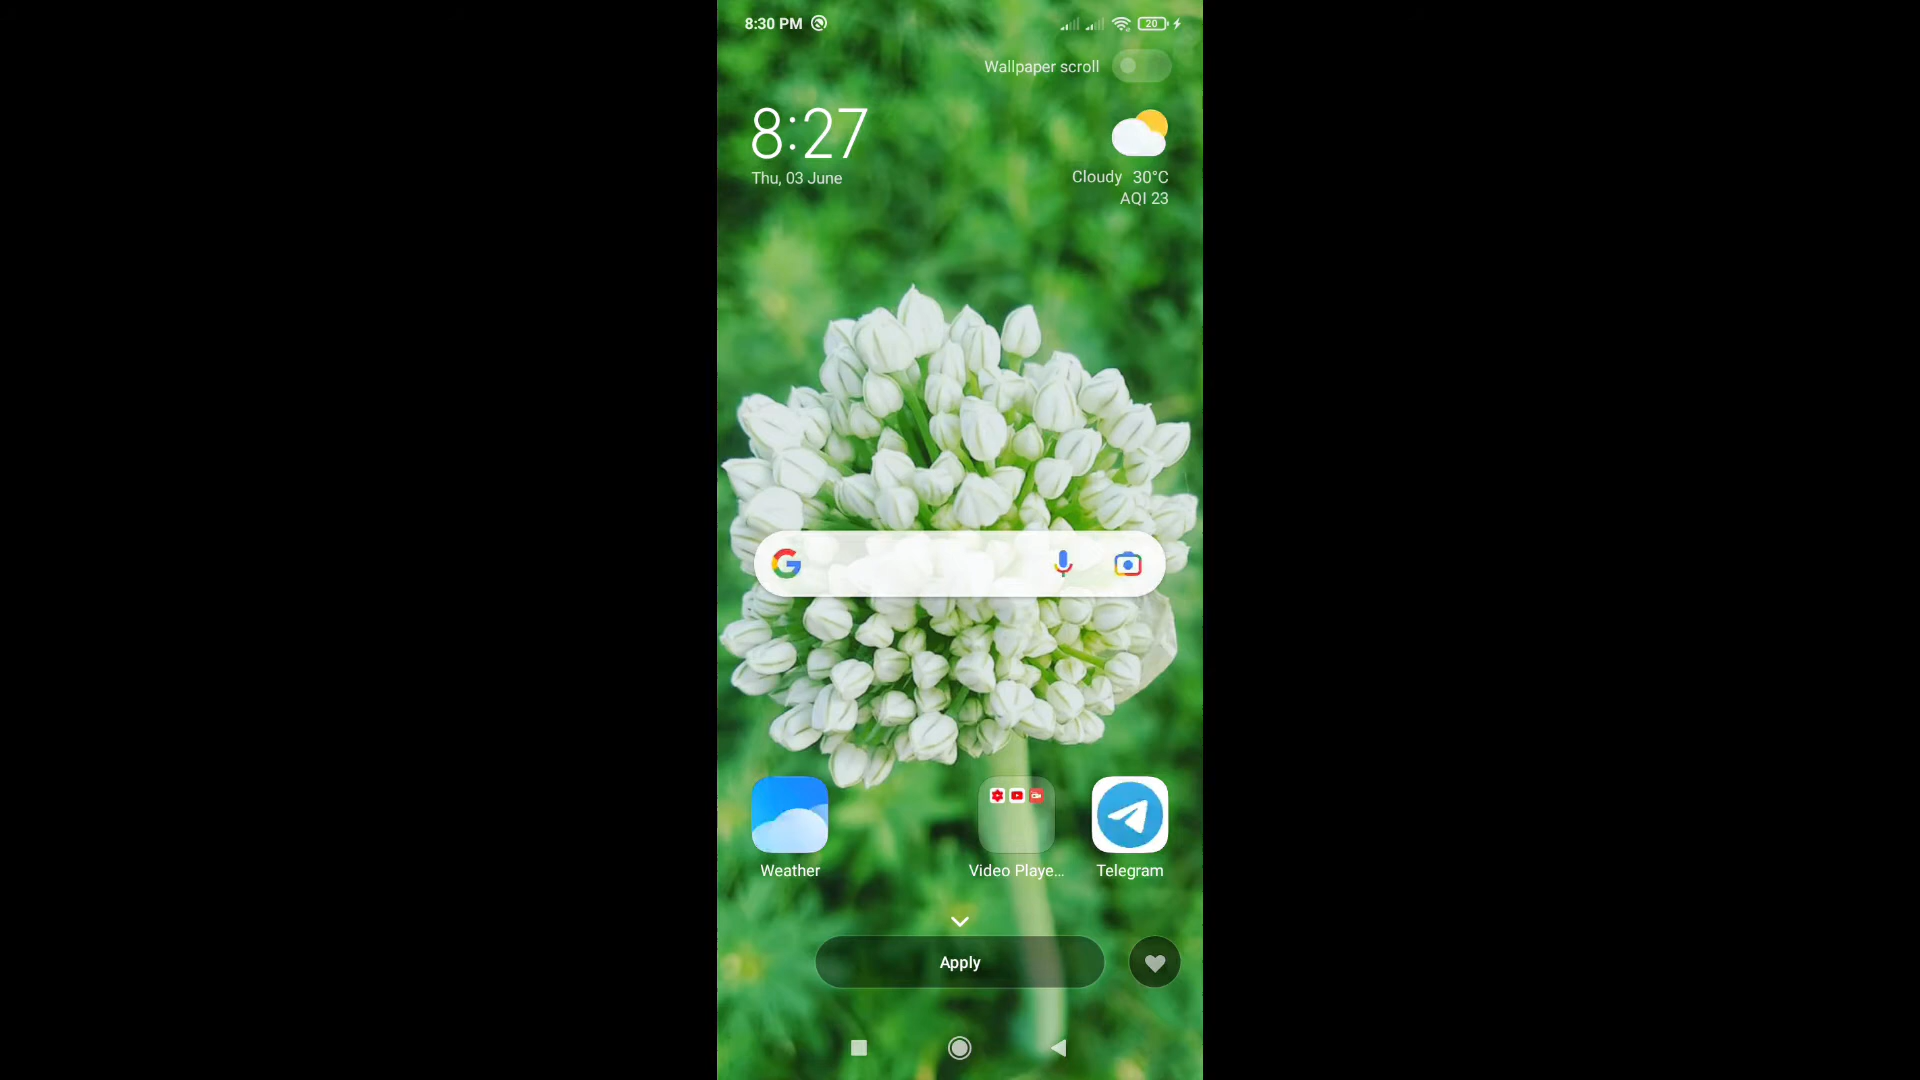 8:30 PM
20
Wallpaper scroll
8:27
Thu, 03 June
Cloudy 30°C
AQI 23
Weather
Video Playe...
Telegram
Apply